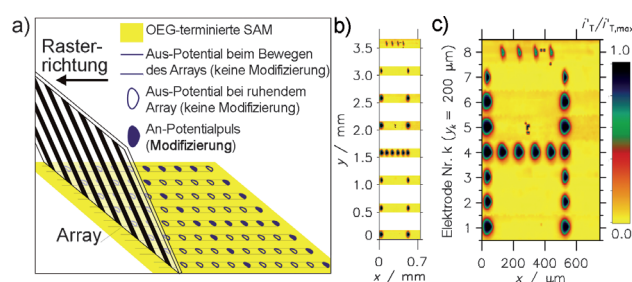 a)
Raster-
richtung
OEG-terminierte SAM
Aus-Potential beim Bewegen
des Arrays (keine Modifizierung)
Aus-Potential bei ruhendem
Array (keine Modifizierung)
An-Potentialpuls
(Modifizierung)
Array
b)
y / mm
3.5
3.0
2.5
2.0
1.5
1.0
0.5
0.0
0
0.7
x / mm
c)
i'T/i'T,max
Elektrode Nr. k (yk = 200 µm)
8
7
6
5
4
3
2
1
0
200
400
600
x / µm
1.0
0.0